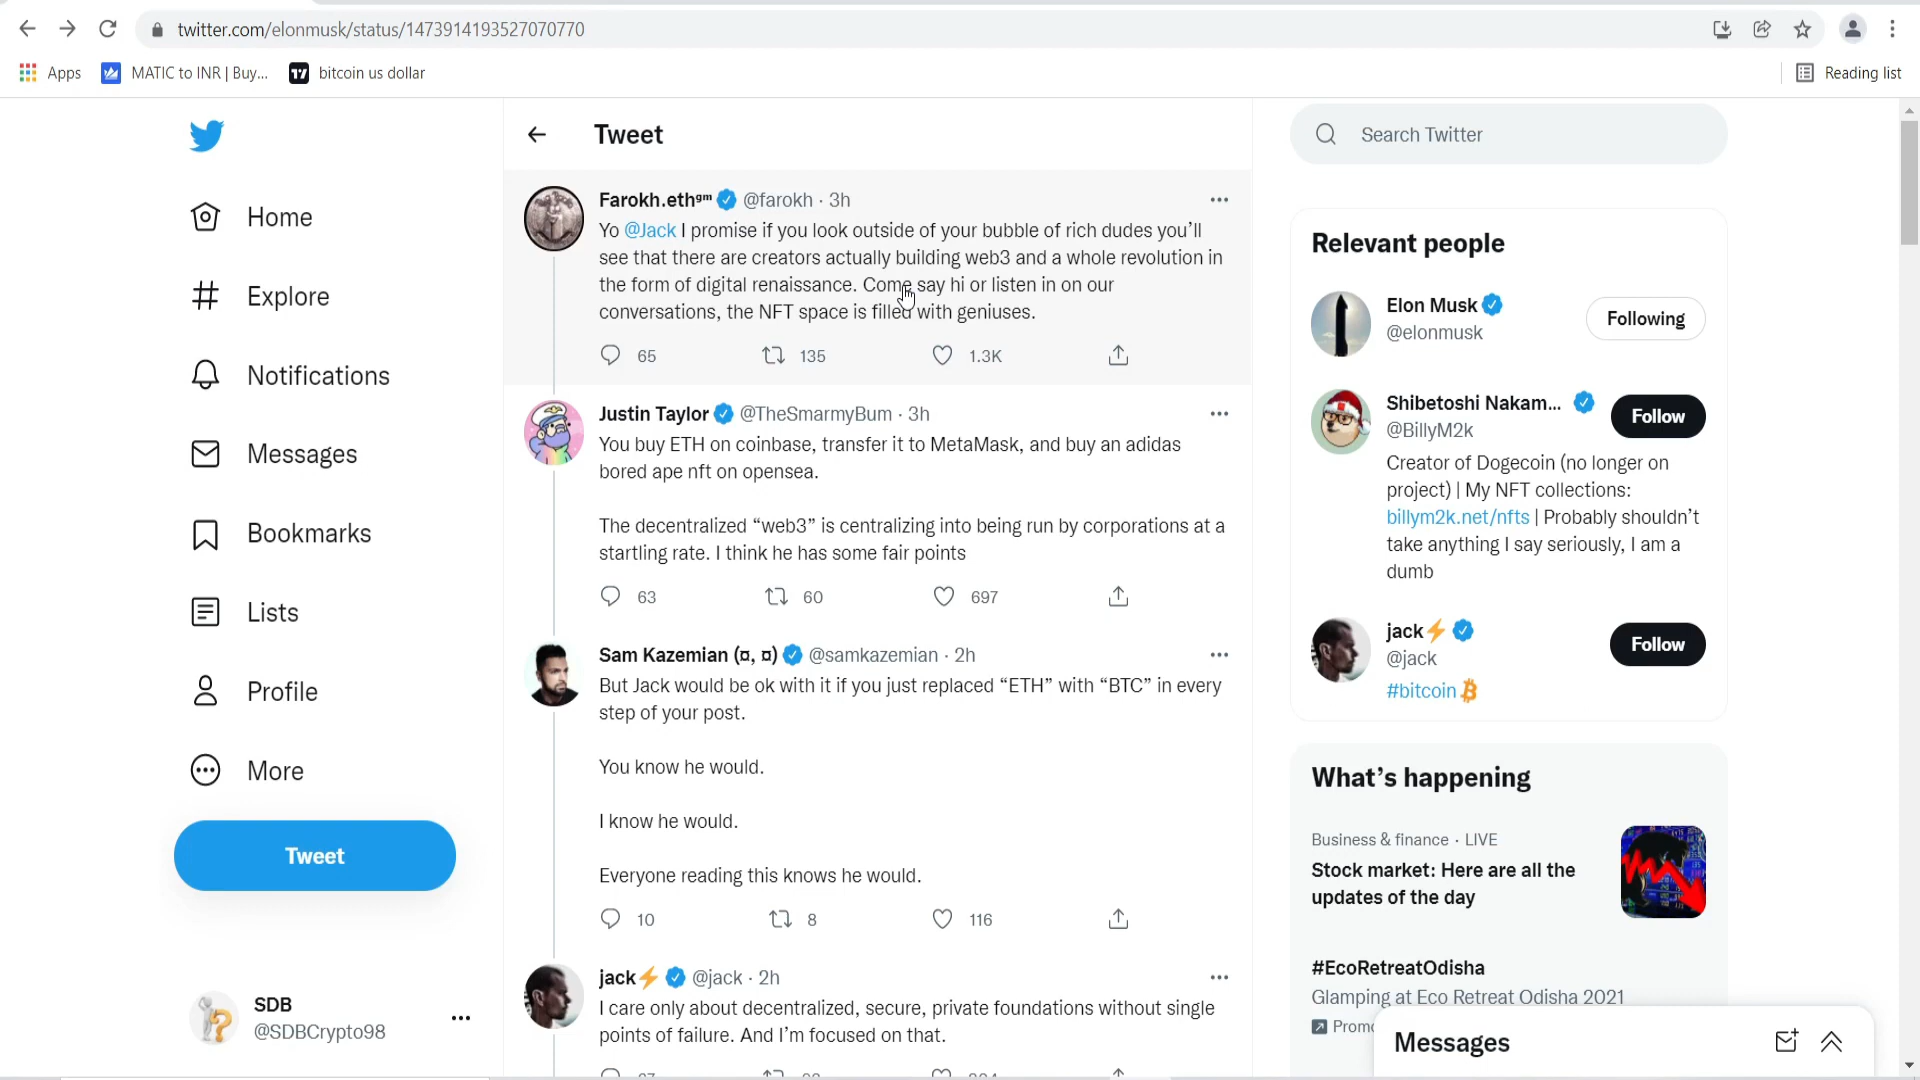 twitter.com/elonmusk/status/1473914193527070770
Apps
MATIC to INR | Buy...
bitcoin us dollar
Reading list
Home
Explore
Notifications
Messages
Bookmarks
Lists
Profile
More
Tweet
SDB
@SDBCrypto98
Tweet
Farokh.ethᵍᵐ @farokh · 3h
Yo @Jack I promise if you look outside of your bubble of rich dudes you’ll
see that there are creators actually building web3 and a whole revolution in
the form of digital renaissance. Come say hi or listen in on our
conversations, the NFT space is filled with geniuses.
65 135 1.3K
Justin Taylor @TheSmarmyBum · 3h
You buy ETH on coinbase, transfer it to MetaMask, and buy an adidas
bored ape nft on opensea.
The decentralized “web3” is centralizing into being run by corporations at a
startling rate. I think he has some fair points
63 60 697
Sam Kazemian (¤, ¤) @samkazemian · 2h
But Jack would be ok with it if you just replaced “ETH” with “BTC” in every
step of your post.
You know he would.
I know he would.
Everyone reading this knows he would.
10 8 116
jack⚡ @jack · 2h
I care only about decentralized, secure, private foundations without single
points of failure. And I’m focused on that.
Search Twitter
Relevant people
Elon Musk
@elonmusk
Following
Shibetoshi Nakam...
@BillyM2k
Follow
Creator of Dogecoin (no longer on
project) | My NFT collections:
billym2k.net/nfts | Probably shouldn’t
take anything I say seriously, I am a
dumb
jack⚡
@jack
Follow
#bitcoin
What’s happening
Business & finance · LIVE
Stock market: Here are all the
updates of the day
#EcoRetreatOdisha
Glamping at Eco Retreat Odisha 2021
Messages